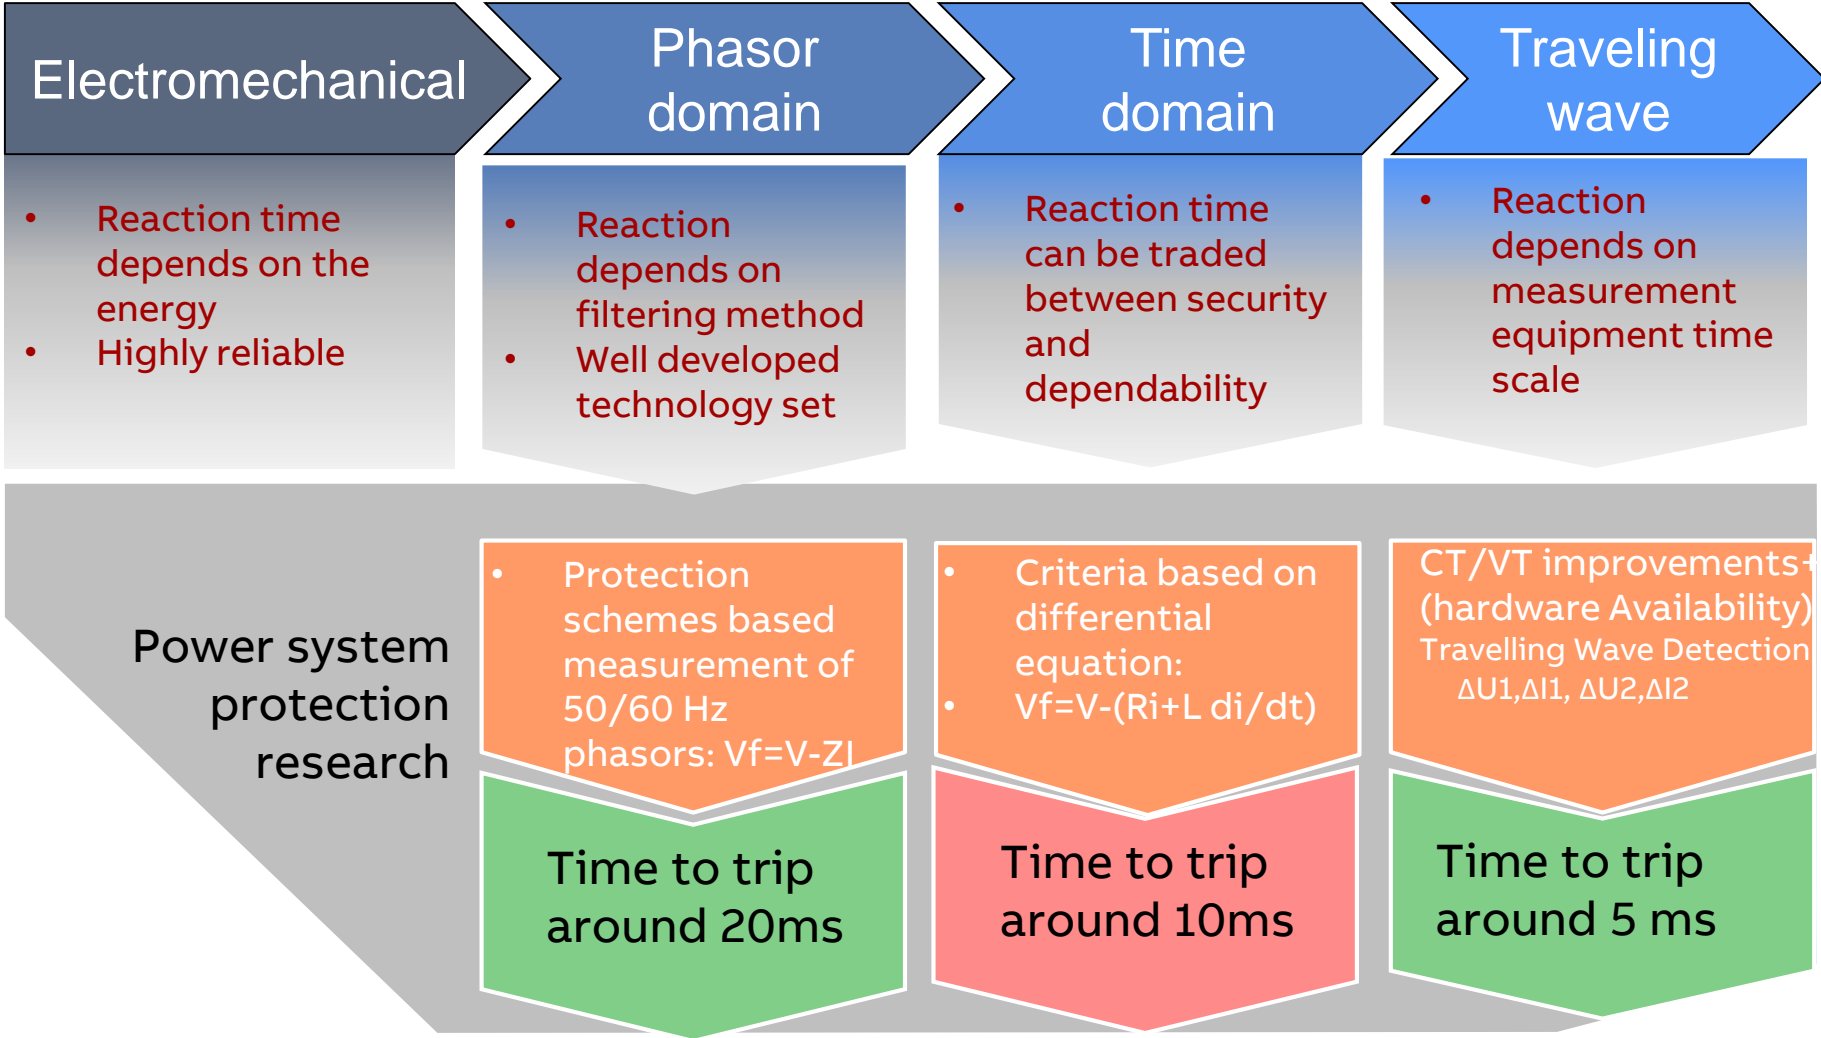 Electromechanical
Phasor
domain
Time
domain
Traveling
wave
• Reaction time
depends on the
energy
• Highly reliable
• Reaction
depends on
filtering method
• Well developed
technology set
• Reaction time
can be traded
between security
and
dependability
• Reaction
depends on
measurement
equipment time
scale
Power system
protection
research
• Protection
schemes based
measurement of
50/60 Hz
phasors: Vf=V-ZI
• Criteria based on
differential
equation:
• Vf=V-(Ri+L di/dt)
CT/VT improvements+
(hardware Availability)
Travelling Wave Detection
ΔU1,ΔI1, ΔU2,ΔI2
Time to trip
around 20ms
Time to trip
around 10ms
Time to trip
around 5 ms